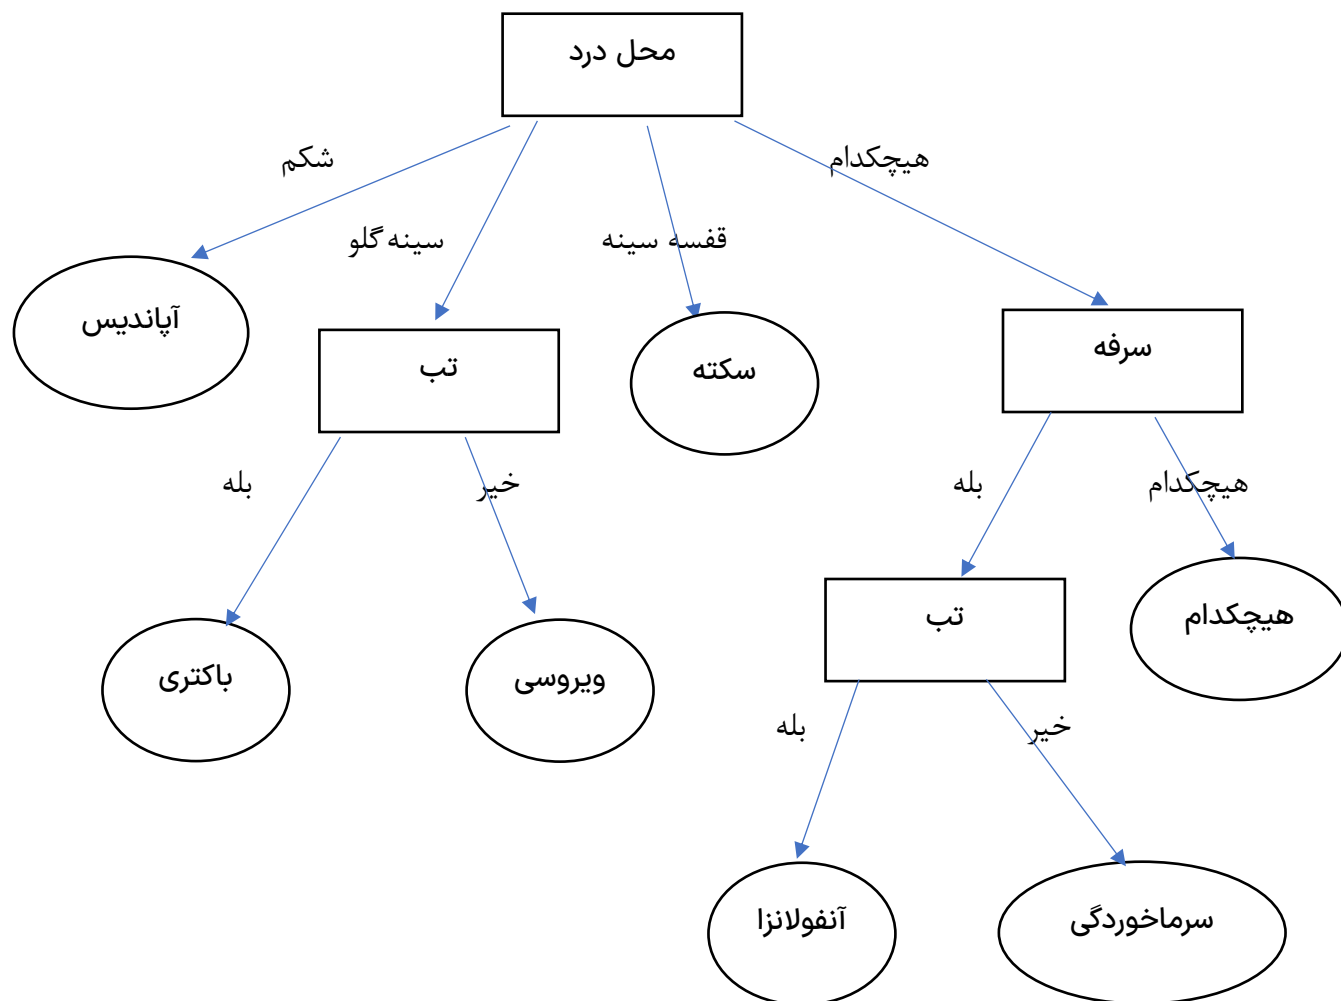 محل درد
شکم
هیچکدام
سینه گلو
قفسه سینه
آپاندیس
سرفه
تب
سکته
بله
خیر
بله
هیچکدام
تب
هیچکدام
باکتری
ویروسی
بله
خیر
آنفولانزا
سرماخوردگی